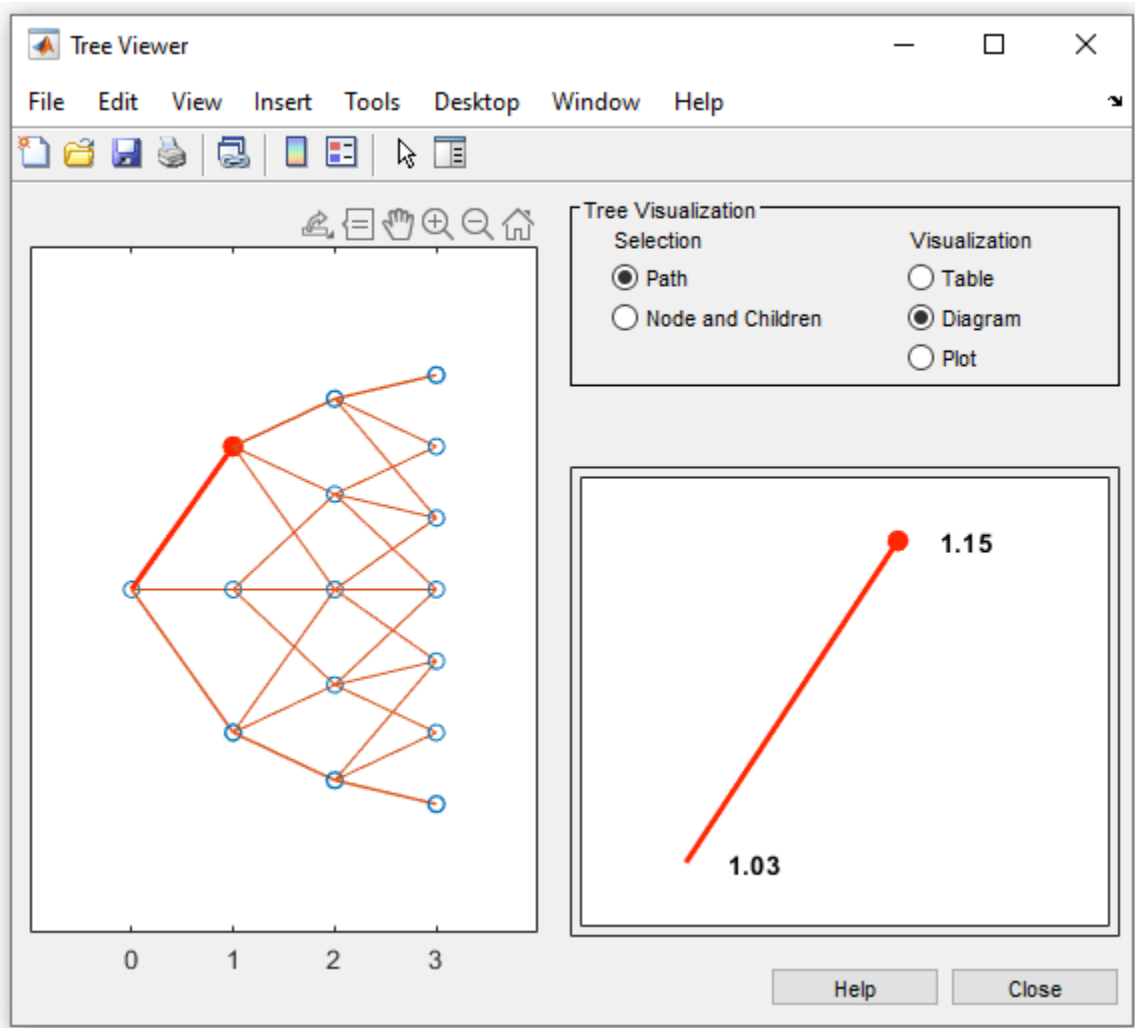 Tree Viewer
File Edit View Insert Tools Desktop Window Help
Tree Visualization
Selection Visualization
Path Table
Node and Children Diagram
Plot
1.15
1.03
0 1 2 3
Help Close